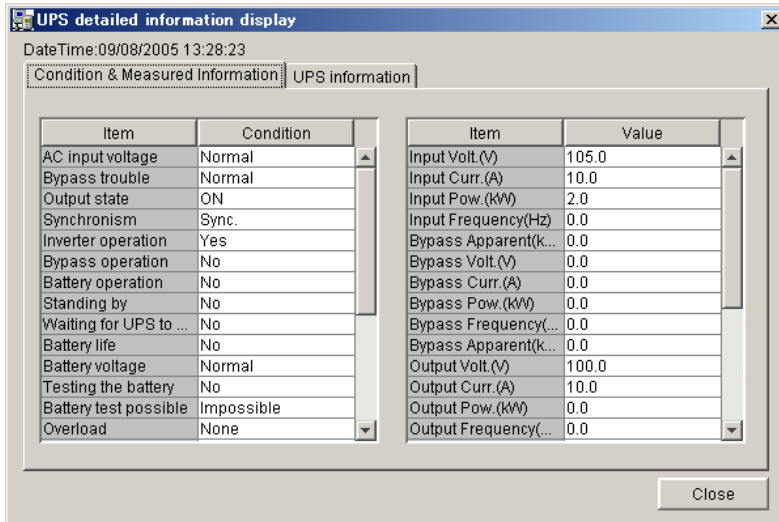 UPS detailed information display
DateTime:09/08/2005 13:28:23
Condition & Measured Information UPS information
Item Condition
AC input voltage Normal
Bypass trouble Normal
Output state ON
Synchronism Sync.
Inverter operation Yes
Bypass operation No
Battery operation No
Standing by No
Waiting for UPS to ... No
Battery life No
Battery voltage Normal
Testing the battery No
Battery test possible Impossible
Overload None
Item Value
Input Volt.(V) 105.0
Input Curr.(A) 10.0
Input Pow.(kW) 2.0
Input Frequency(Hz) 0.0
Bypass Apparent(k... 0.0
Bypass Volt.(V) 0.0
Bypass Curr.(A) 0.0
Bypass Pow.(kW) 0.0
Bypass Frequency(... 0.0
Bypass Apparent(k... 0.0
Output Volt.(V) 100.0
Output Curr.(A) 10.0
Output Pow.(kW) 0.0
Output Frequency(... 0.0
Close